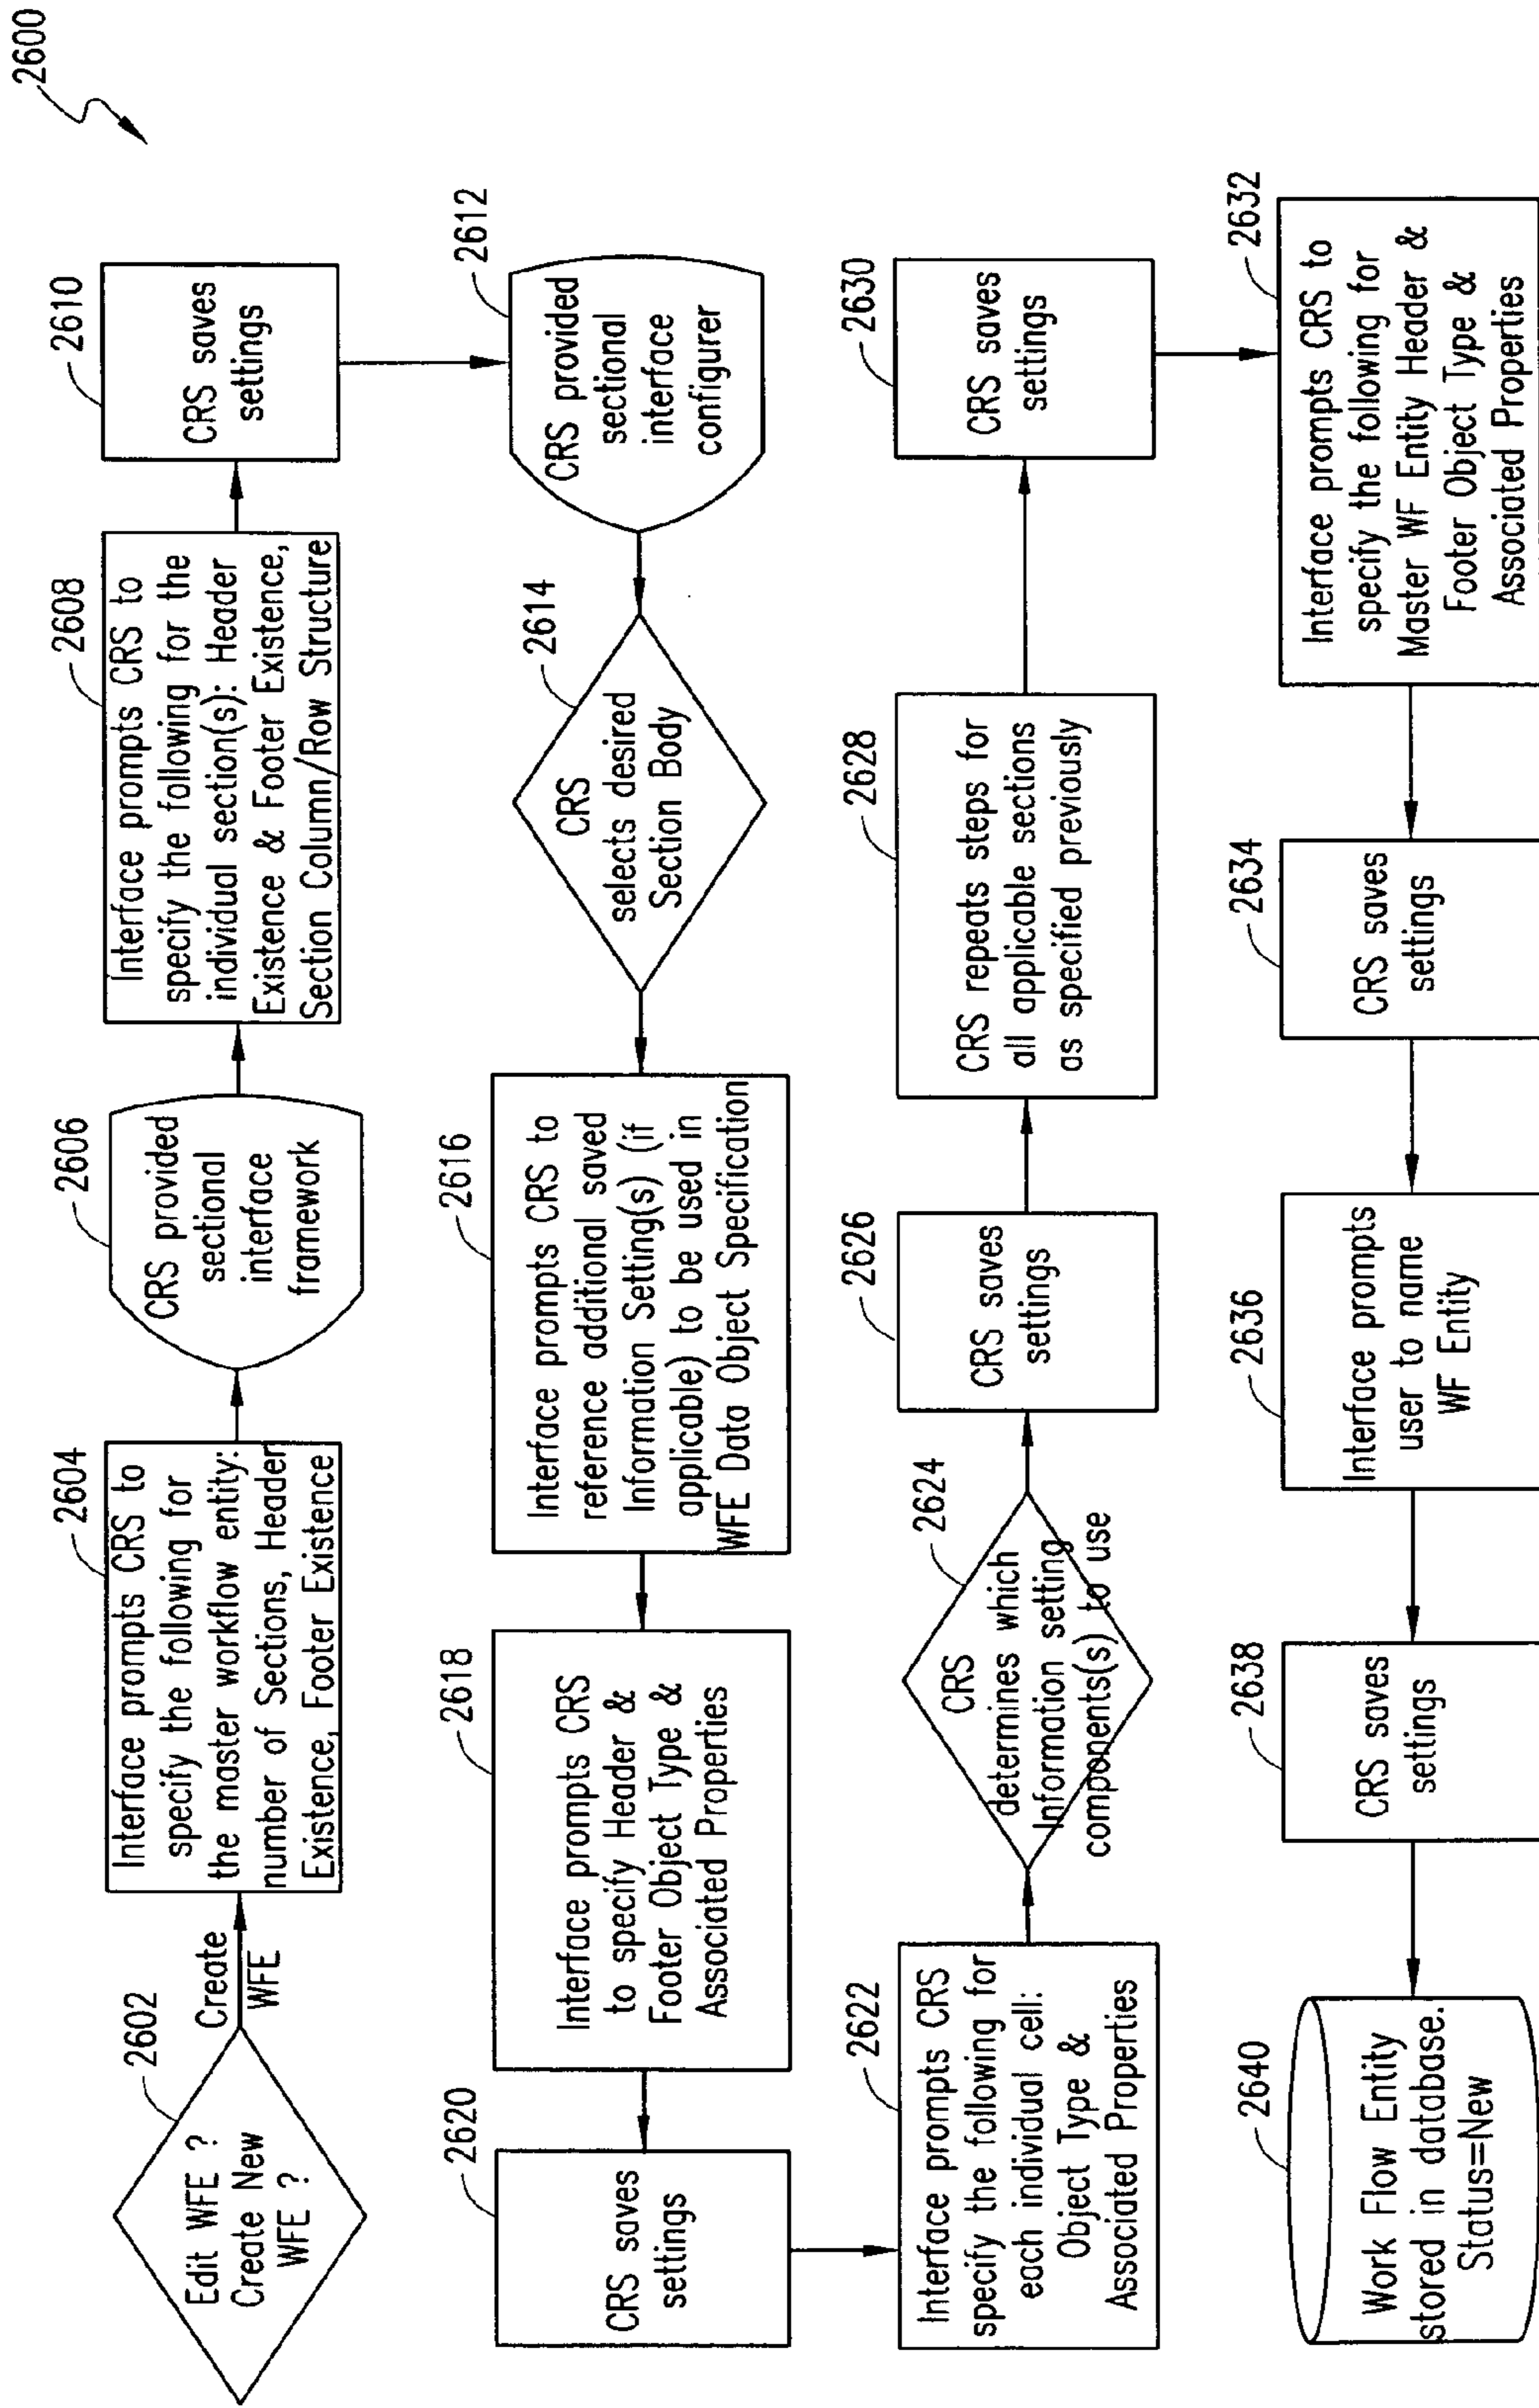 2600
2602
Edit WFE ?
Create New
WFE ?
Create
WFE
2604
Interface prompts CRS to
specify the following for
the master workflow entity:
number of Sections, Header
Existence, Footer Existence
2606
CRS provided
sectional
interface
framework
2608
Interface prompts CRS to
specify the following for the
individual section(s): Header
Existence & Footer Existence,
Section Column/Row Structure
2610
CRS saves
settings
2612
CRS provided
sectional
interface
configurer
2614
CRS
selects desired
Section Body
2616
Interface prompts CRS to
reference additional saved
Information Setting(s) (if
applicable) to be used in
WFE Data Object Specification
2618
Interface prompts CRS
to specify Header &
Footer Object Type &
Associated Properties
2620
CRS saves
settings
2622
Interface prompts CRS
specify the following for
each individual cell:
Object Type &
Associated Properties
2624
CRS
determines which
Information setting
components(s) to use
2626
CRS saves
settings
2628
CRS repeats steps for
all applicable sections
as specified previously
2630
CRS saves
settings
2632
Interface prompts CRS to
specify the following for
Master WF Entity Header &
Footer Object Type &
Associated Properties
2634
CRS saves
settings
2636
Interface prompts
user to name
WF Entity
2638
CRS saves
settings
2640
Work Flow Entity
stored in database.
Status=New